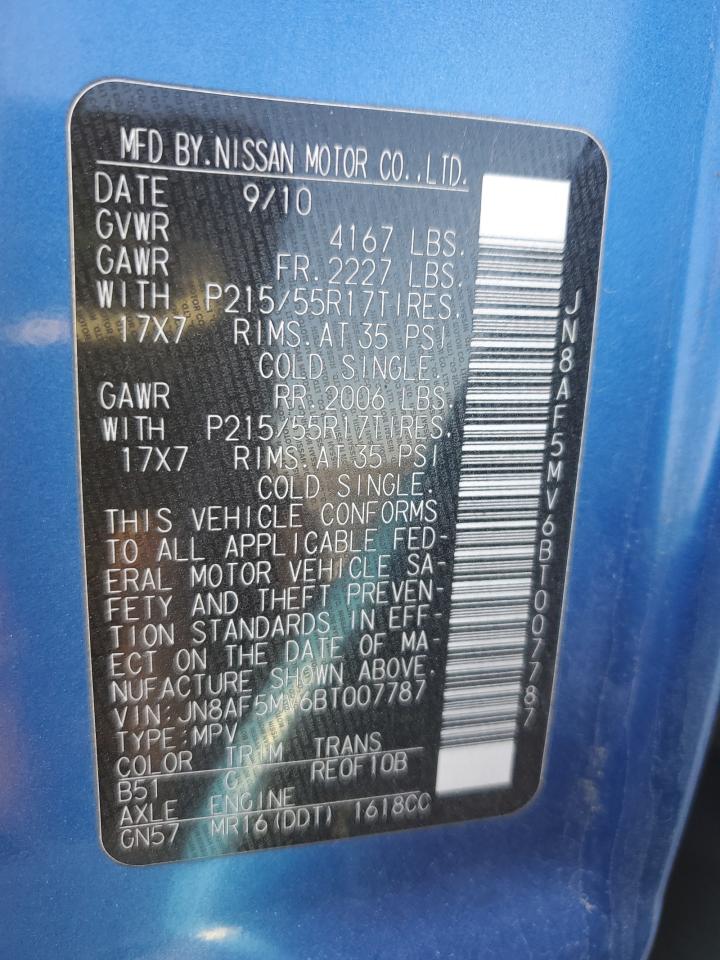 MFD BY.NISSAN MOTOR CO.,LTD.
DATE 9/10
GVWR 4167 LBS.
GAWR FR.2227 LBS.
WITH P215/55R17TIRES.
17X7 RIMS.AT 35 PSI
COLD SINGLE.
GAWR RR.2006 LBS.
WITH P215/55R17TIRES.
17X7 RIMS.AT 35 PSI
COLD SINGLE.
THIS VEHICLE CONFORMS
TO ALL APPLICABLE FED-
ERAL MOTOR VEHICLE SA-
FETY AND THEFT PREVEN-
TION STANDARDS IN EFF-
ECT ON THE DATE OF MA-
NUFACTURE SHOWN ABOVE.
VIN:JN8AF5MV6BT007787
TYPE:MPV
COLOR TRIM TRANS
B51 RE0F10B
AXLE ENGINE
GN57 MR16(DDT) 1618CC
JN8AF5MV6BT007787